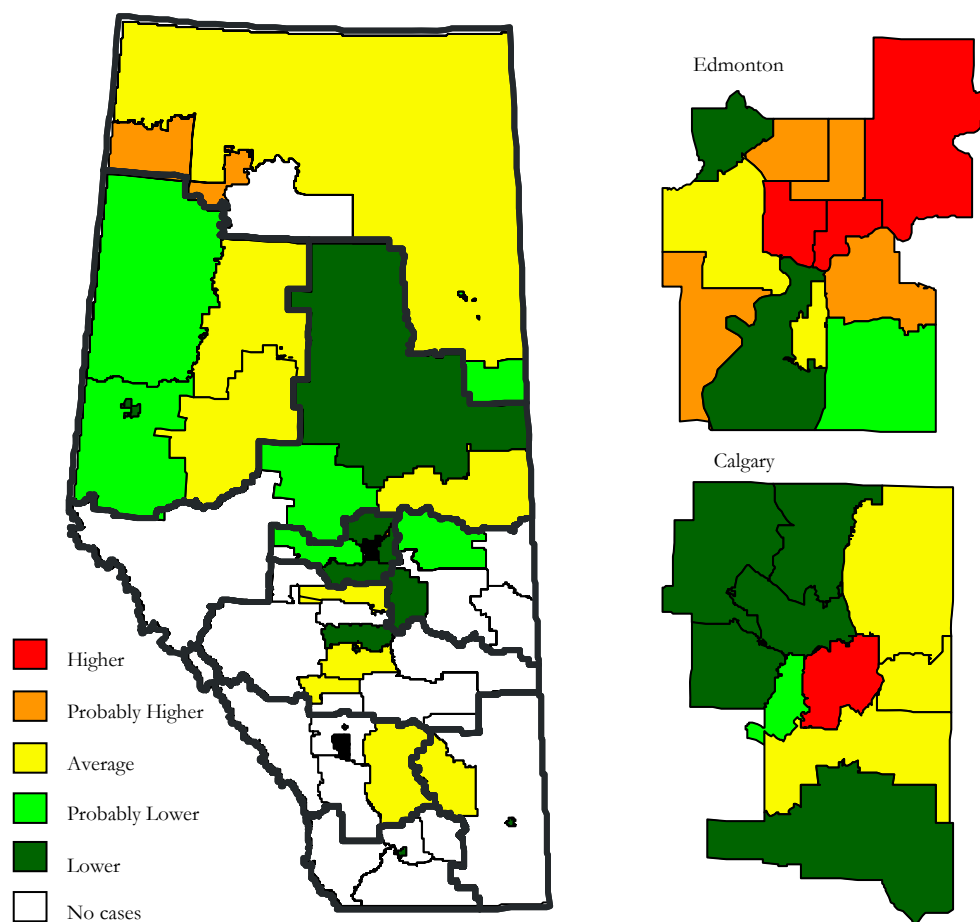 Edmonton
Calgary
Higher
Probably Higher
Average
Probably Lower
Lower
No cases